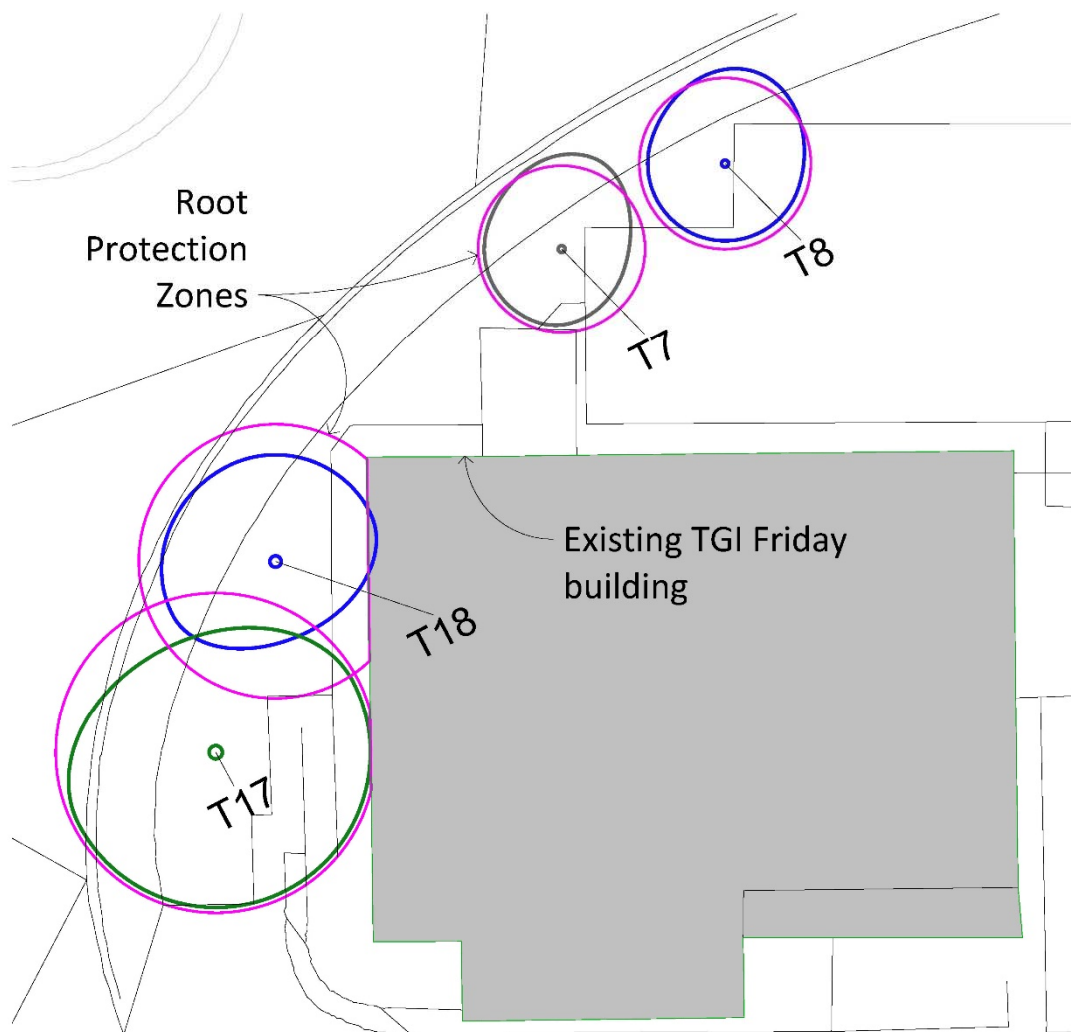 Root
Protection
Zones
T8
T7
Existing TGI Friday
building
T18
T17